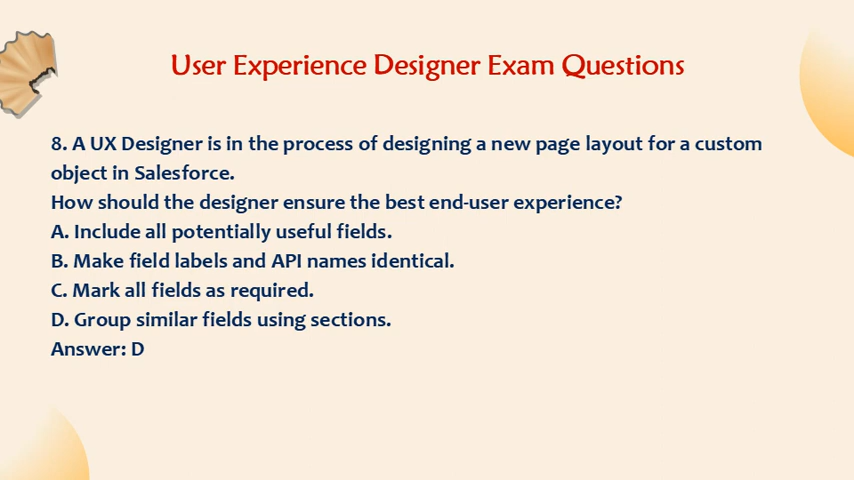 User Experience Designer Exam Questions
8. A UX Designer is in the process of designing a new page layout for a custom
object in Salesforce.
How should the designer ensure the best end-user experience?
A. Include all potentially useful fields.
B. Make field labels and API names identical.
C. Mark all fields as required.
D. Group similar fields using sections.
Answer: D